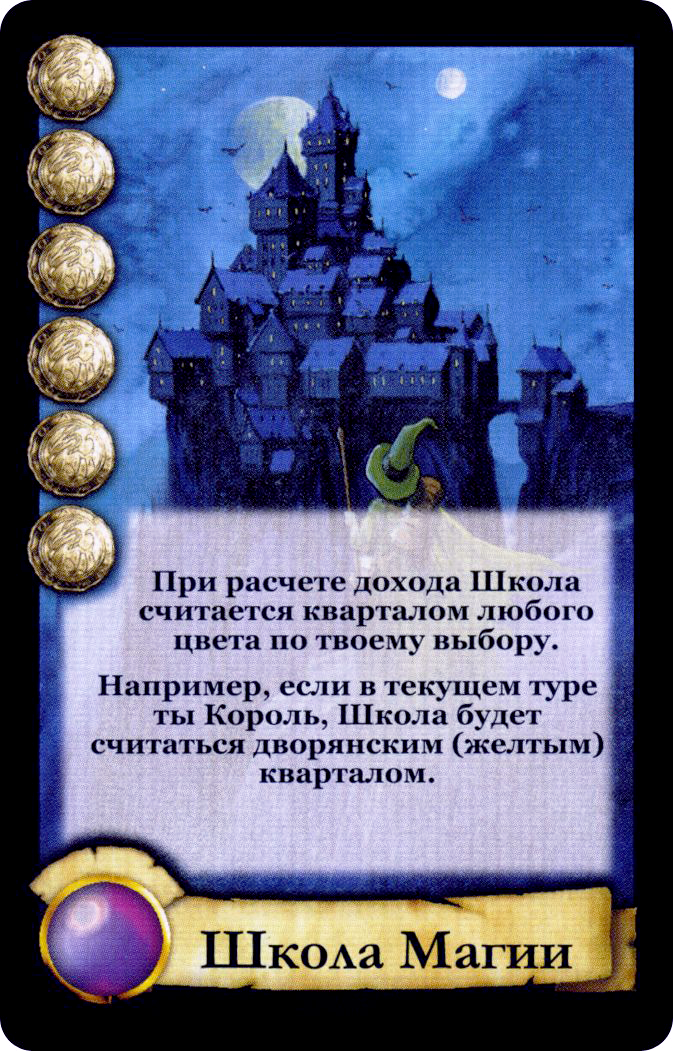 При расчете дохода Школа
считается кварталом любого
цвета по твоему выбору.
Например, если в текущем туре
ты Король, Школа будет
считаться дворянским (желтым)
кварталом.
Школа Магии